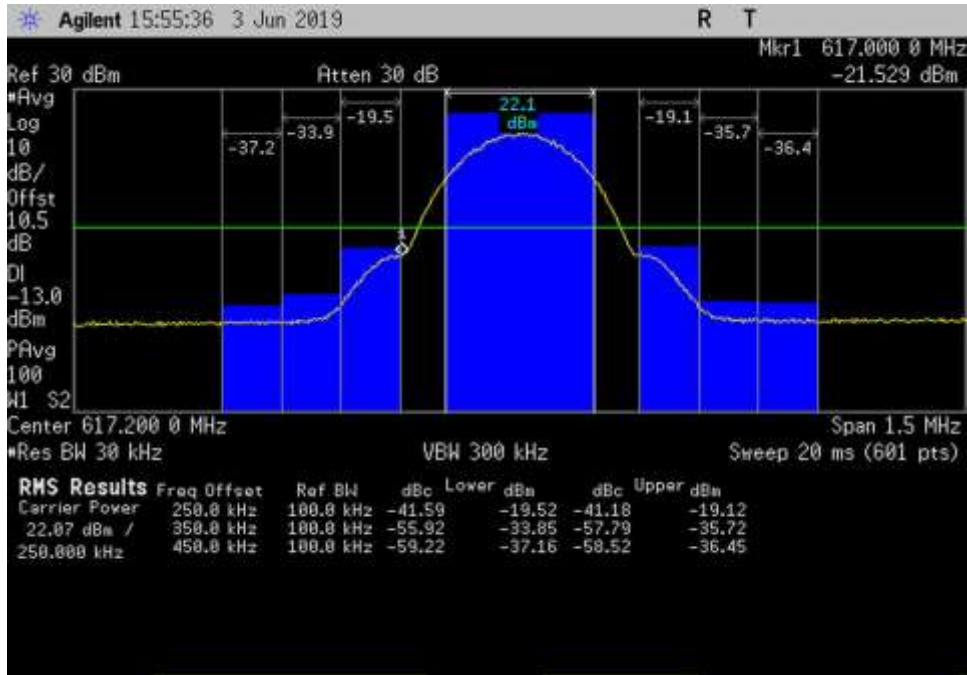 Agilent 15:55:36 3 Jun 2019 R T
Mkr1 617.000 0 MHz
Ref 30 dBm Atten 30 dB -21.529 dBm
#Avg
Log
10
dB/
Offst
10.5
dB
DI
-13.0
dBm
PAvg
100
W1 S2
-37.2
-33.9
-19.5
22.1
dBm
-19.1
-35.7
-36.4
1
Center 617.200 0 MHz Span 1.5 MHz
#Res BW 30 kHz VBW 300 kHz Sweep 20 ms (601 pts)
RMS Results Freq Offset Ref BW dBc Lower dBm dBc Upper dBm
Carrier Power 250.0 kHz 100.0 kHz -41.59 -19.52 -41.18 -19.12
22.07 dBm / 350.0 kHz 100.0 kHz -55.92 -33.85 -57.79 -35.72
250.000 kHz 450.0 kHz 100.0 kHz -59.22 -37.16 -58.52 -36.45